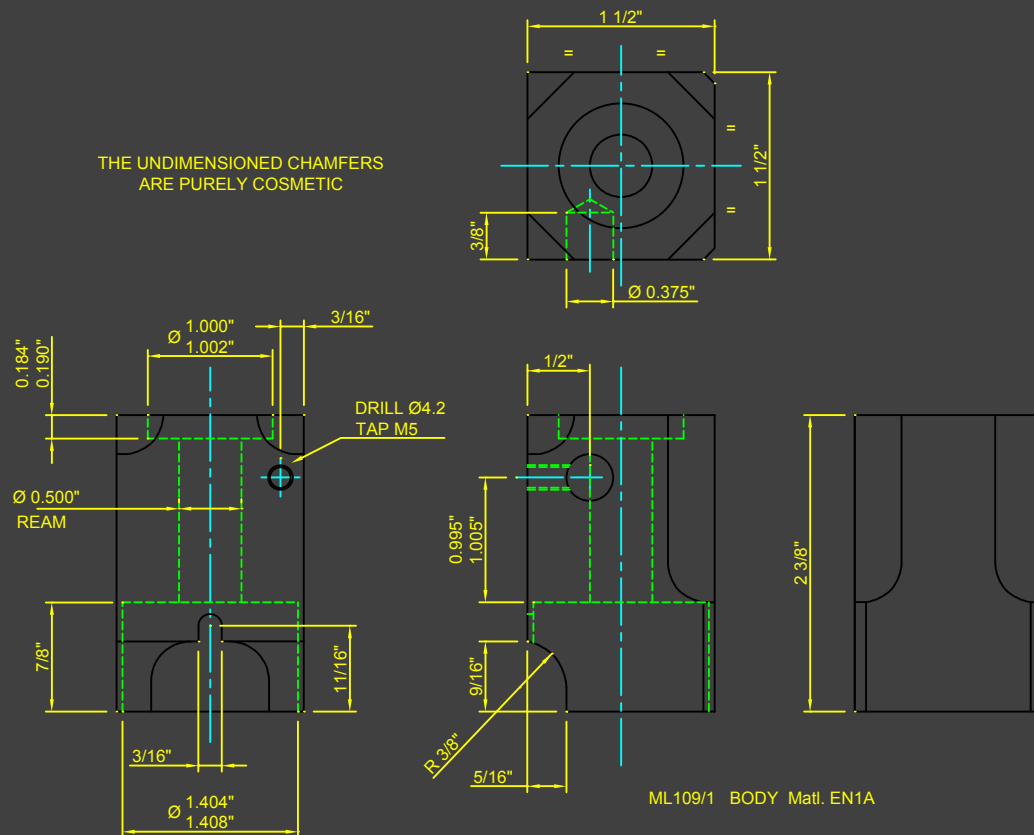 1 1/2"
= =
THE UNDIMENSIONED CHAMFERS
ARE PURELY COSMETIC
=
1 1/2"
=
3/8"
Ø 0.375"
3/16"
Ø 1.000"
1.002"
0.184"
0.190"
1/2"
DRILL Ø4.2
TAP M5
Ø 0.500"
REAM
0.995"
1.005"
2 3/8"
7/8"
11/16"
9/16"
R 3/8"
3/16"
5/16"
Ø 1.404"
1.408"
ML109/1 BODY Matl. EN1A